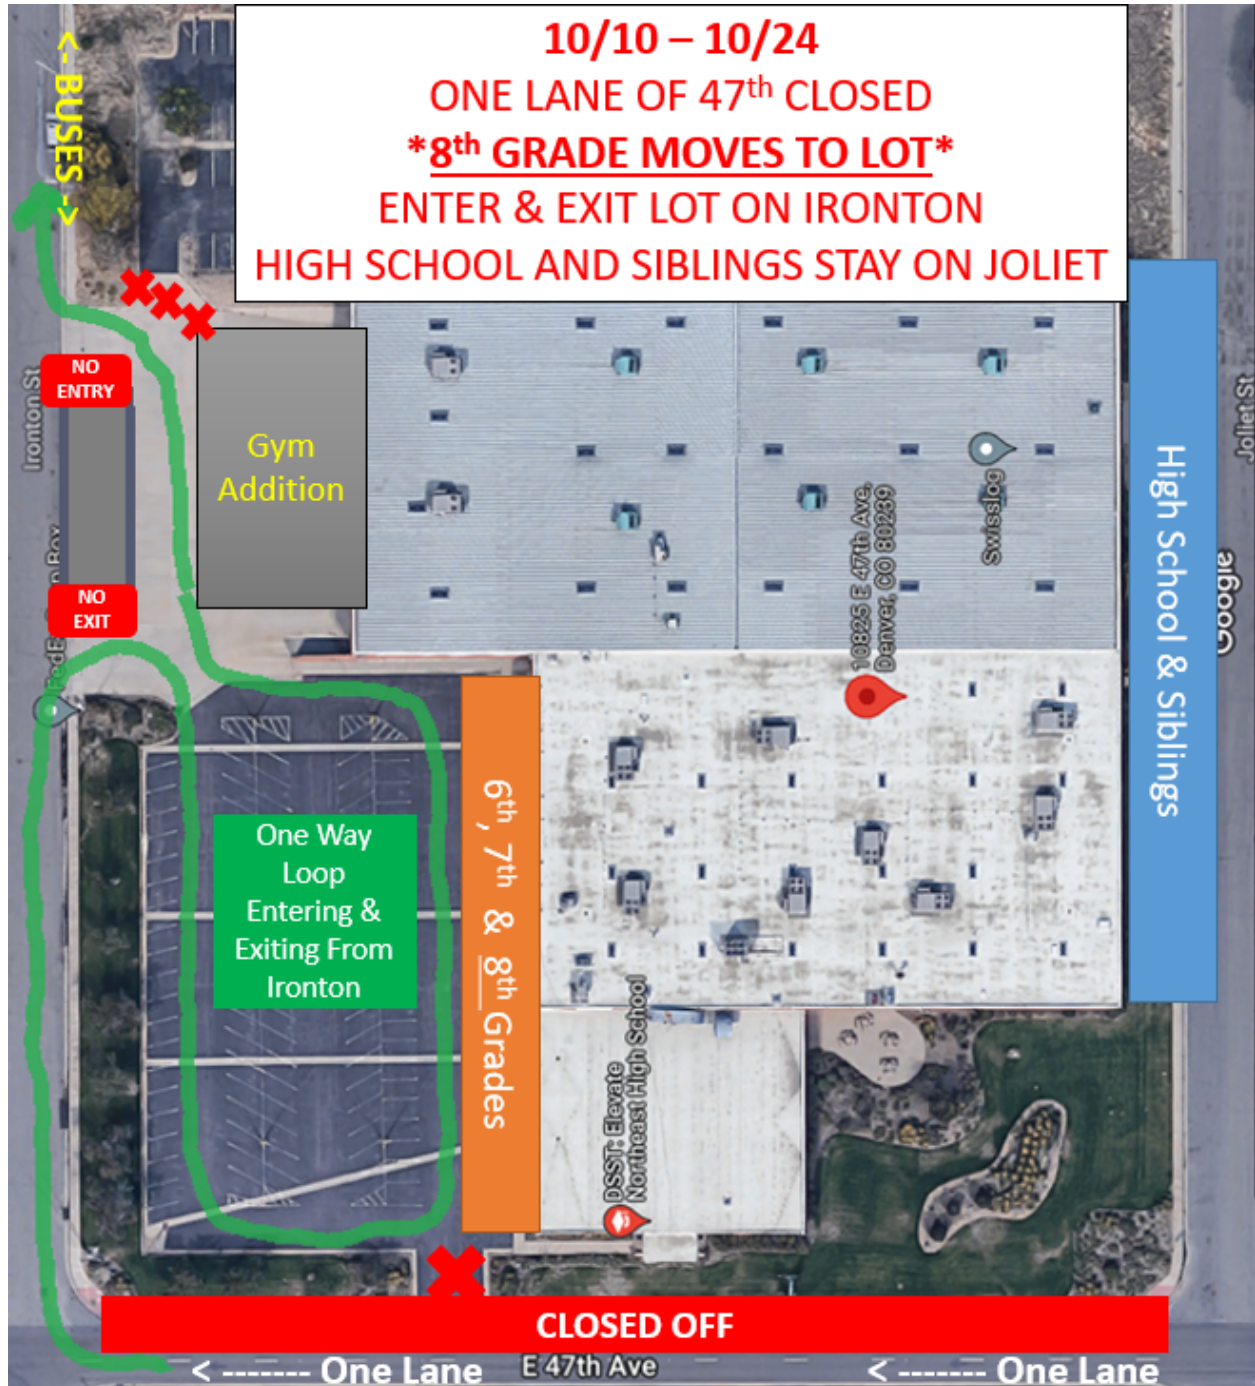 10/10 – 10/24
ONE LANE OF 47th CLOSED
*8th GRADE MOVES TO LOT*
ENTER & EXIT LOT ON IRONTON
HIGH SCHOOL AND SIBLINGS STAY ON JOLIET
<- BUSES ->
NO
ENTRY
Ironton St
NO
EXIT
Gym
Addition
Swisslog
10825 E 47th Ave,
Denver, CO 80239
High School & Siblings
Joliet St
Google
One Way
Loop
Entering &
Exiting From
Ironton
6th, 7th & 8th Grades
DSST: Elevate
Northeast High School
CLOSED OFF
< ------- One Lane
E 47th Ave
< ------- One Lane